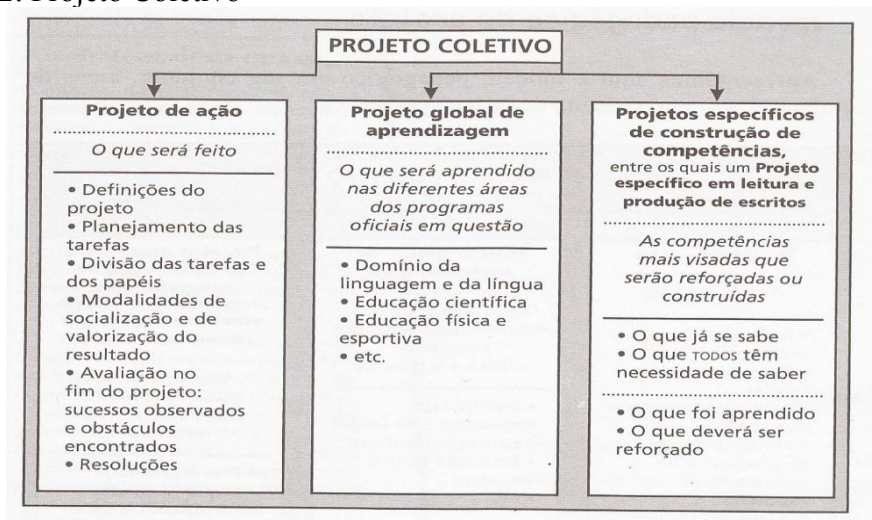 2. Projeto Coletivo
PROJETO COLETIVO
Projeto de ação
O que será feito
• Definições do
projeto
• Planejamento das
tarefas
• Divisão das tarefas e
dos papéis
• Modalidades de
socialização e de
valorização do
resultado
• Avaliação no
fim do projeto:
sucessos observados
e obstáculos
encontrados
• Resoluções
Projeto global de
aprendizagem
O que será aprendido
nas diferentes áreas
dos programas
oficiais em questão
• Domínio da
linguagem e da língua
• Educação científica
• Educação física e
esportiva
• etc.
Projetos específicos
de construção de
competências,
entre os quais um Projeto
específico em leitura e
produção de escritos
As competências
mais visadas que
serão reforçadas ou
construídas
• O que já se sabe
• O que TODOS têm
necessidade de saber
• O que foi aprendido
• O que deverá ser
reforçado